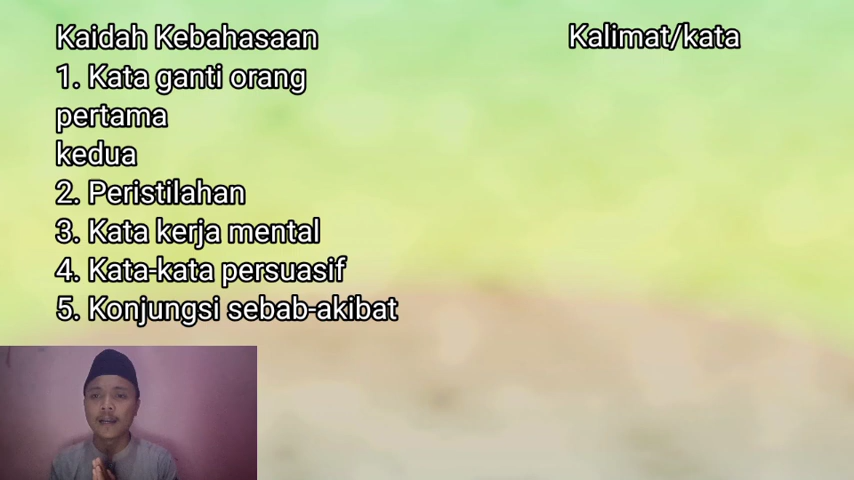 Kaidah Kebahasaan
Kalimat/kata
1. Kata ganti orang
pertama
kedua
2. Peristilahan
3. Kata kerja mental
4. Kata-kata persuasif
5. Konjungsi sebab-akibat